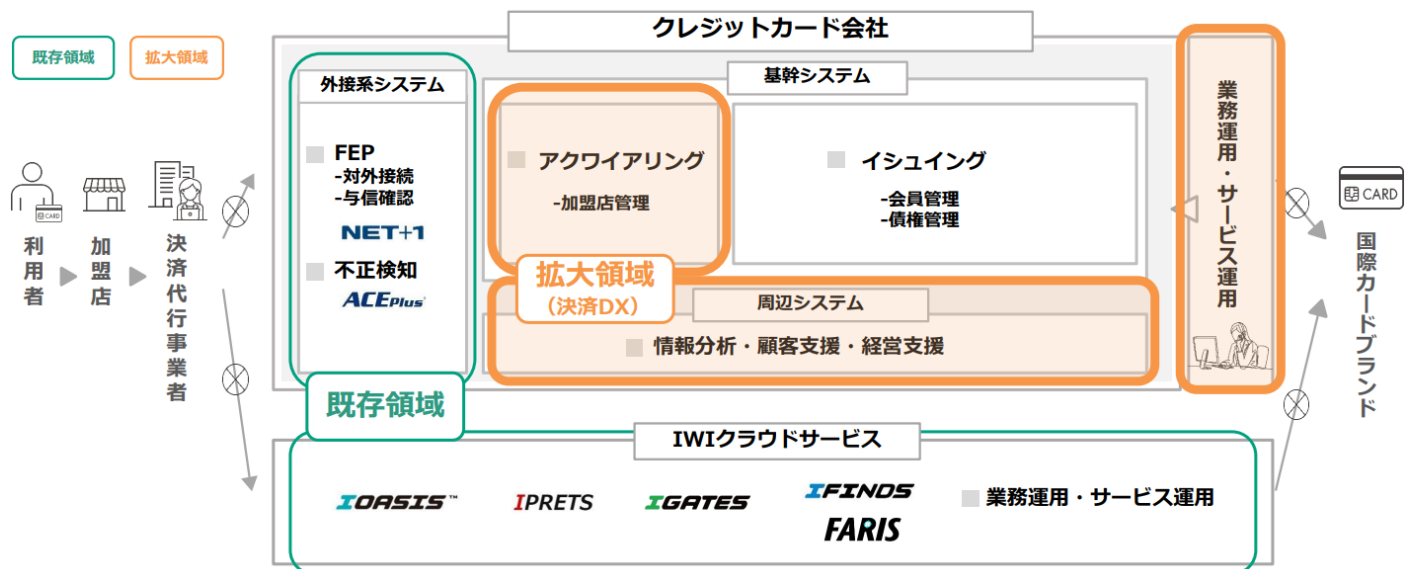 クレジットカード会社
既存領域
拡大領域
外接系システム
FEP
-対外接続
-与信確認
NET+1
不正検知
ACEPlus
基幹システム
アクワイアリング
-加盟店管理
イシュイング
-会員管理
-債権管理
拡大領域
(決済DX)
周辺システム
情報分析・顧客支援・経営支援
業務運用・サービス運用
利用者
CARD
加盟店
決済代行事業者
CARD
国際カードブランド
既存領域
IWIクラウドサービス
IOASIS™
IPRETS
IGATES
IFINDS
FARIS
業務運用・サービス運用